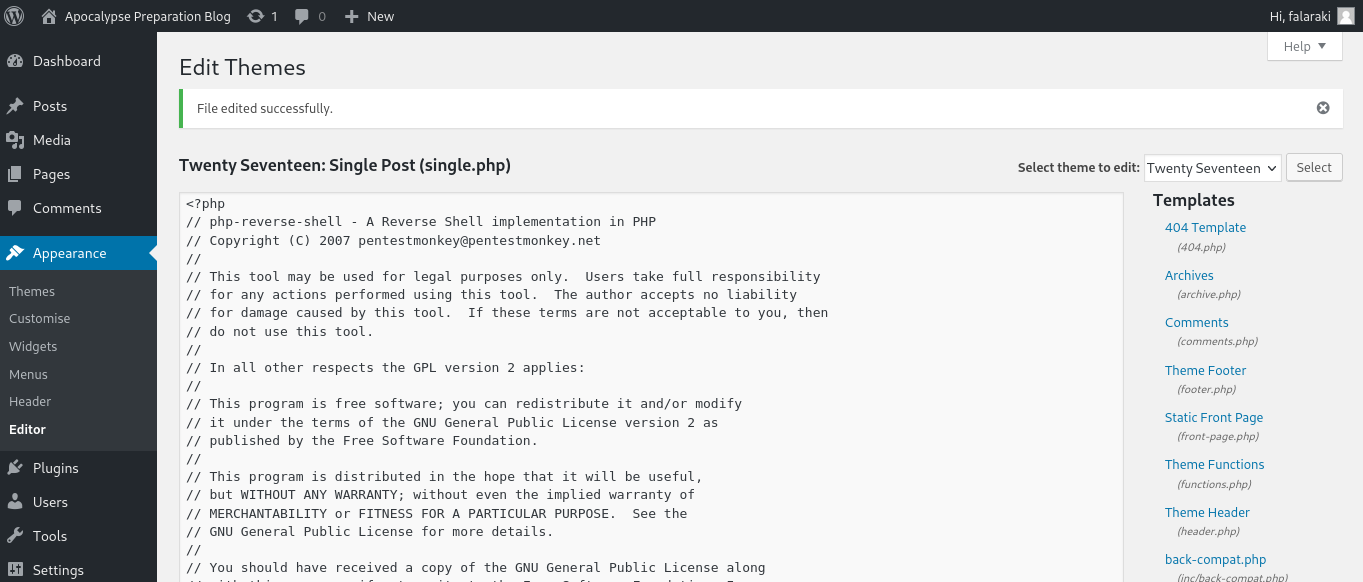 Apocalypse Preparation Blog 1 0 New Hi, falaraki
Help
Dashboard
Posts
Media
Pages
Comments
Appearance
Themes
Customise
Widgets
Menus
Header
Editor
Plugins
Users
Tools
Settings
Edit Themes
File edited successfully.
Twenty Seventeen: Single Post (single.php)
Select theme to edit: Twenty Seventeen Select
<?php
// php-reverse-shell - A Reverse Shell implementation in PHP
// Copyright (C) 2007 pentestmonkey@pentestmonkey.net
//
// This tool may be used for legal purposes only.  Users take full responsibility
// for any actions performed using this tool.  The author accepts no liability
// for damage caused by this tool.  If these terms are not acceptable to you, then
// do not use this tool.
//
// In all other respects the GPL version 2 applies:
//
// This program is free software; you can redistribute it and/or modify
// it under the terms of the GNU General Public License version 2 as
// published by the Free Software Foundation.
//
// This program is distributed in the hope that it will be useful,
// but WITHOUT ANY WARRANTY; without even the implied warranty of
// MERCHANTABILITY or FITNESS FOR A PARTICULAR PURPOSE.  See the
// GNU General Public License for more details.
//
// You should have received a copy of the GNU General Public License along
Templates
404 Template
(404.php)
Archives
(archive.php)
Comments
(comments.php)
Theme Footer
(footer.php)
Static Front Page
(front-page.php)
Theme Functions
(functions.php)
Theme Header
(header.php)
back-compat.php
(inc/back-compat.php)